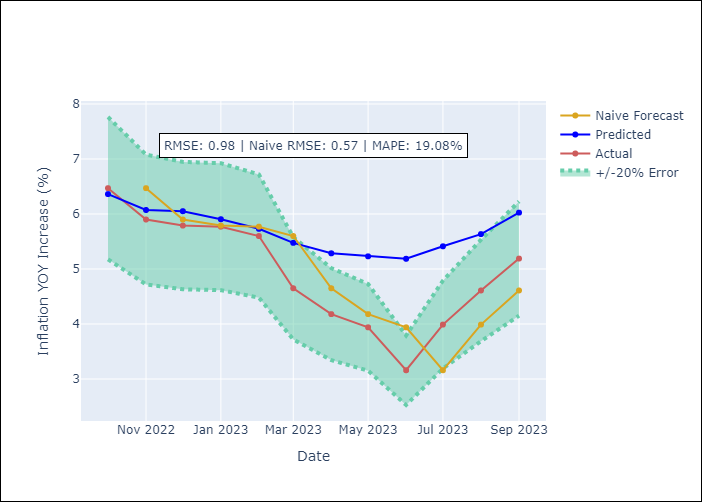 8
7
6
5
4
3
Inflation YOY Increase (%)
RMSE: 0.98 | Naive RMSE: 0.57 | MAPE: 19.08%
Naive Forecast
Predicted
Actual
+/-20% Error
Nov 2022 Jan 2023 Mar 2023 May 2023 Jul 2023 Sep 2023
Date